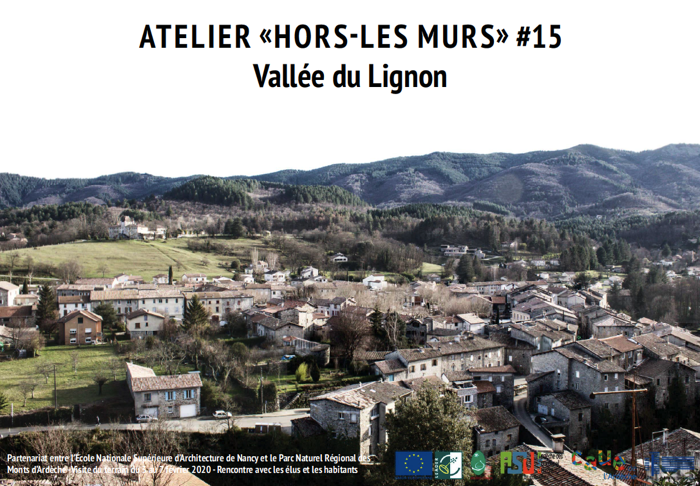 ATELIER «HORS-LES MURS» #15
Vallée du Lignon
Partenariat entre l'Ecole Nationale Supérieure d'Architecture de Nancy et le Parc Naturel Régional des
Monts d'Ardèche- Visite du terrain du 5 au 7 février 2020 - Rencontre avec les élus et les habitants